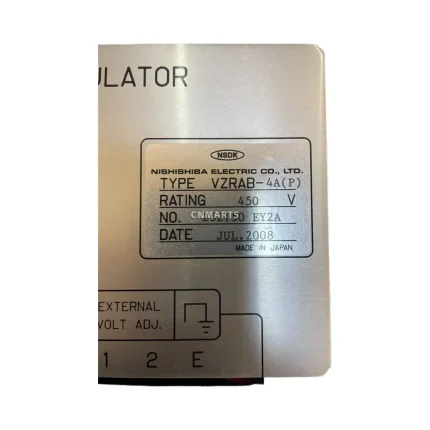 ULATOR
NSDK
NISHISHIBA ELECTRIC CO., LTD.
TYPE VZRAB-4A(P)
RATING 450 V
CNMARTS
NO. EY2A
DATE JUL.2008
MADE IN JAPAN
EXTERNAL
VOLT ADJ.
1 2 E